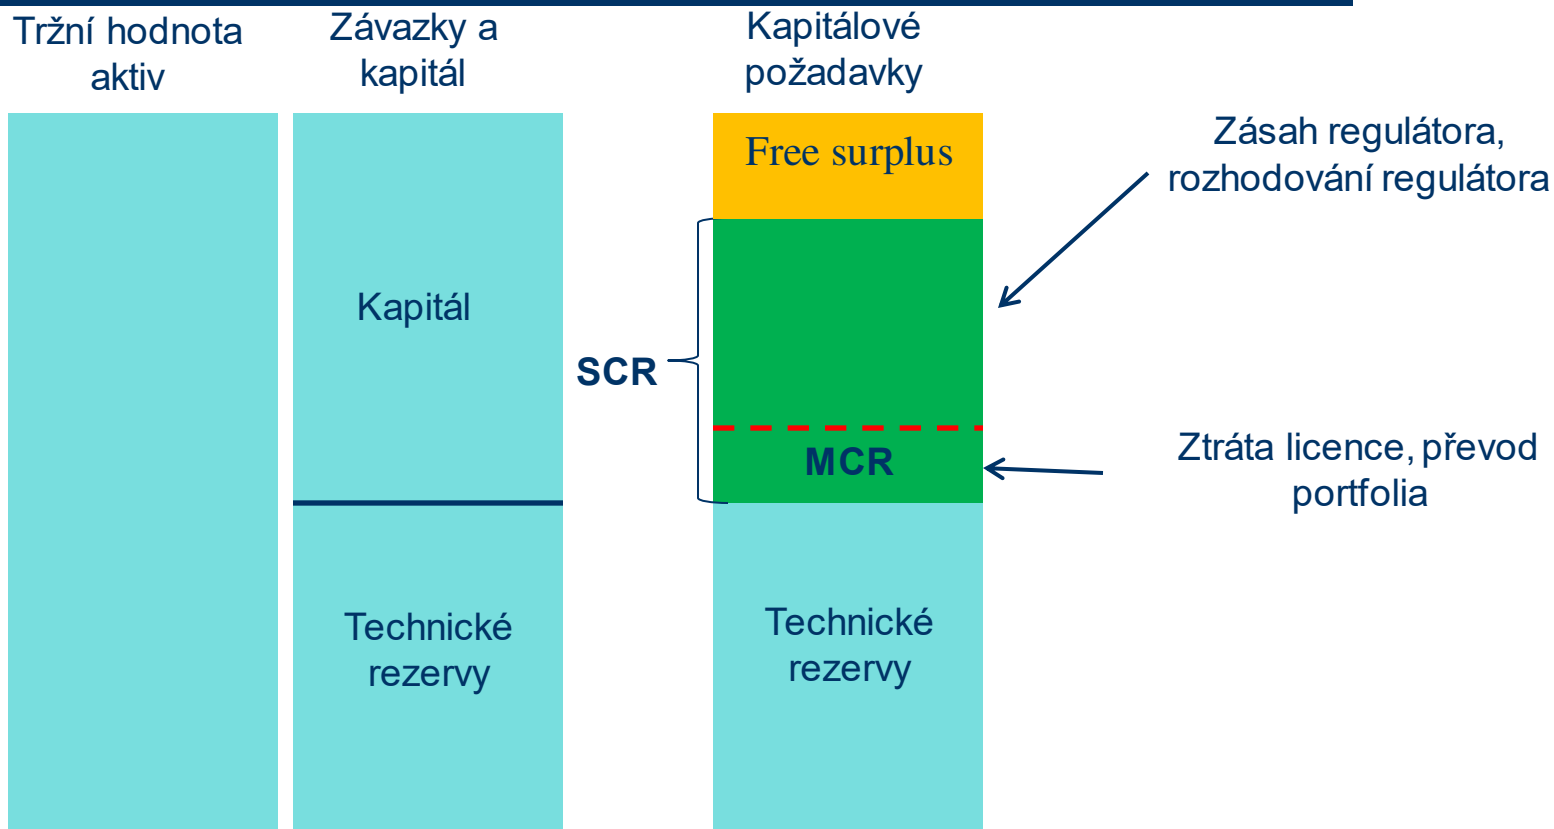 Tržní hodnota
aktiv
Závazky a
kapitál
Kapitálové
požadavky
Free surplus
Zásah regulátora,
rozhodování regulátora
Kapitál
SCR
MCR
Ztráta licence, převod
portfolia
Technické
rezervy
Technické
rezervy